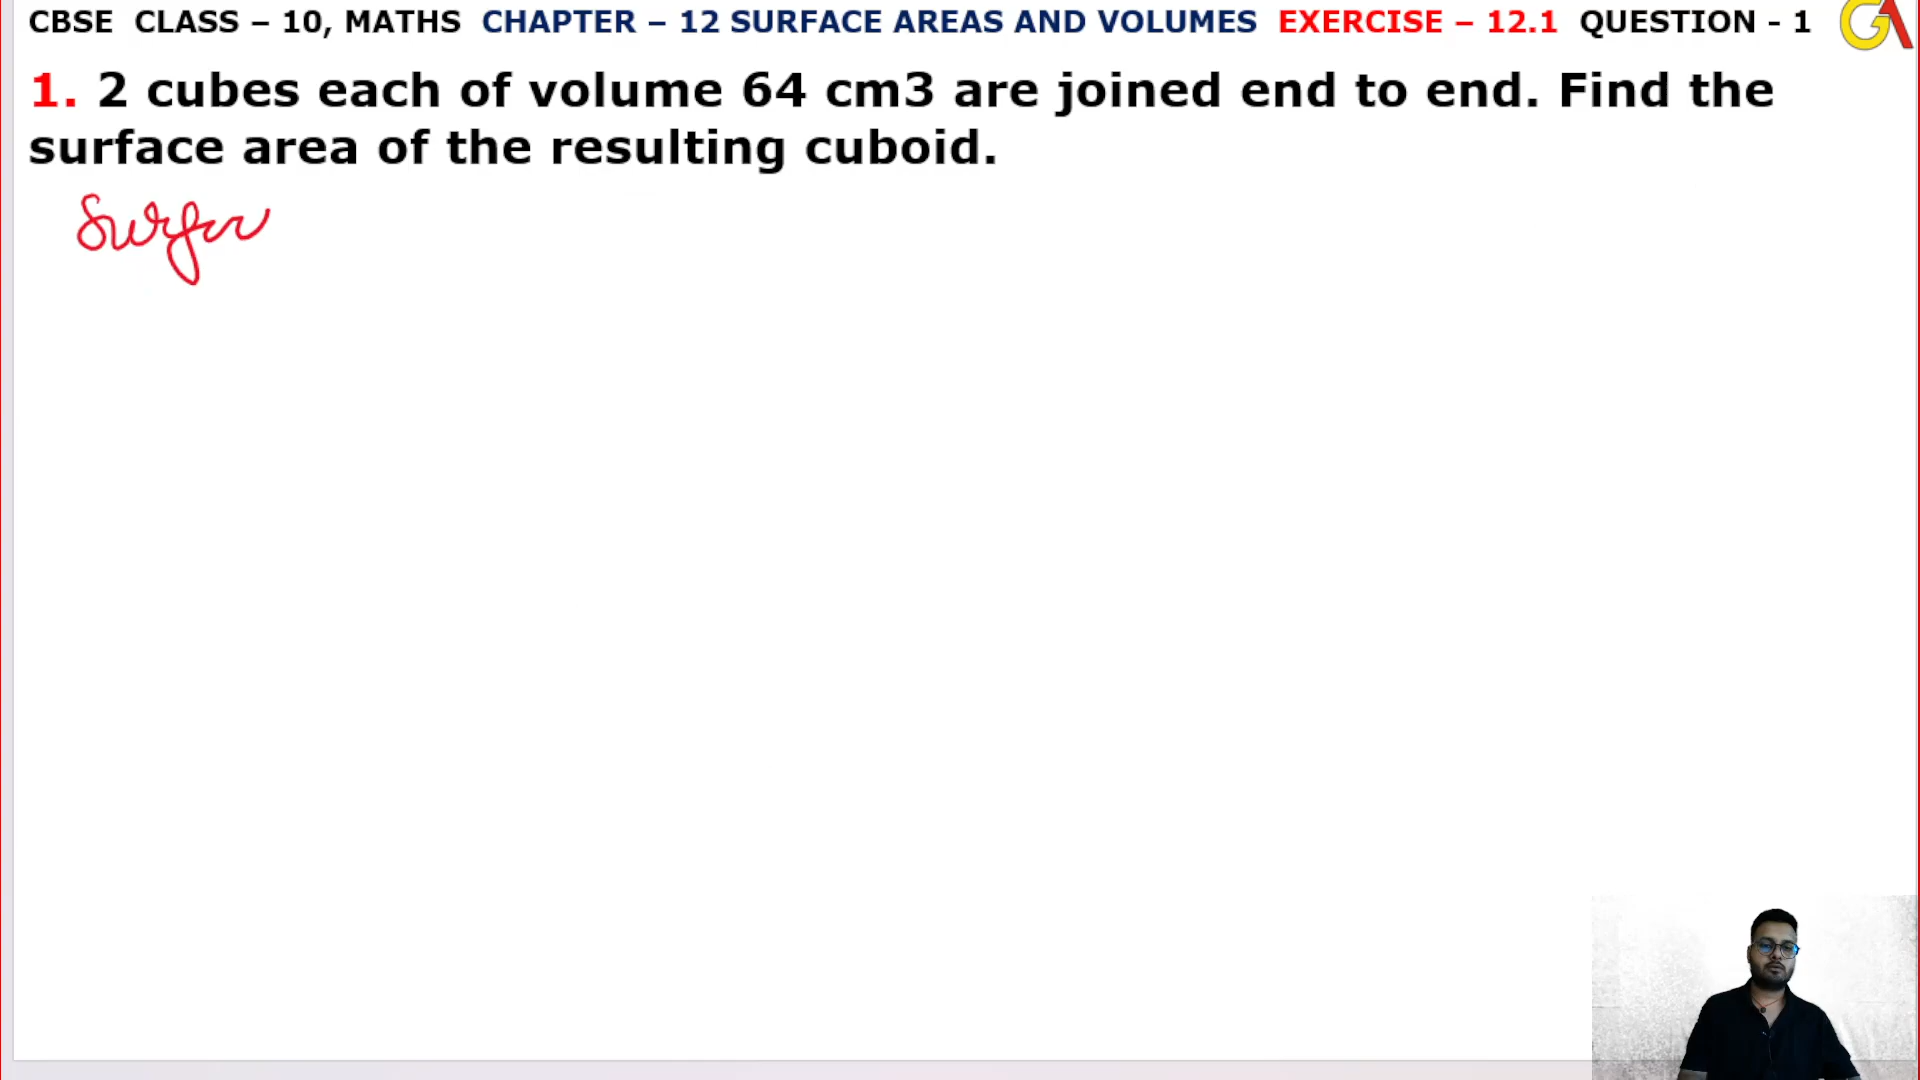 CBSE CLASS – 10, MATHS CHAPTER – 12 SURFACE AREAS AND VOLUMES EXERCISE – 12.1 QUESTION - 1 GA
1. 2 cubes each of volume 64 cm3 are joined end to end. Find the
surface area of the resulting cuboid.